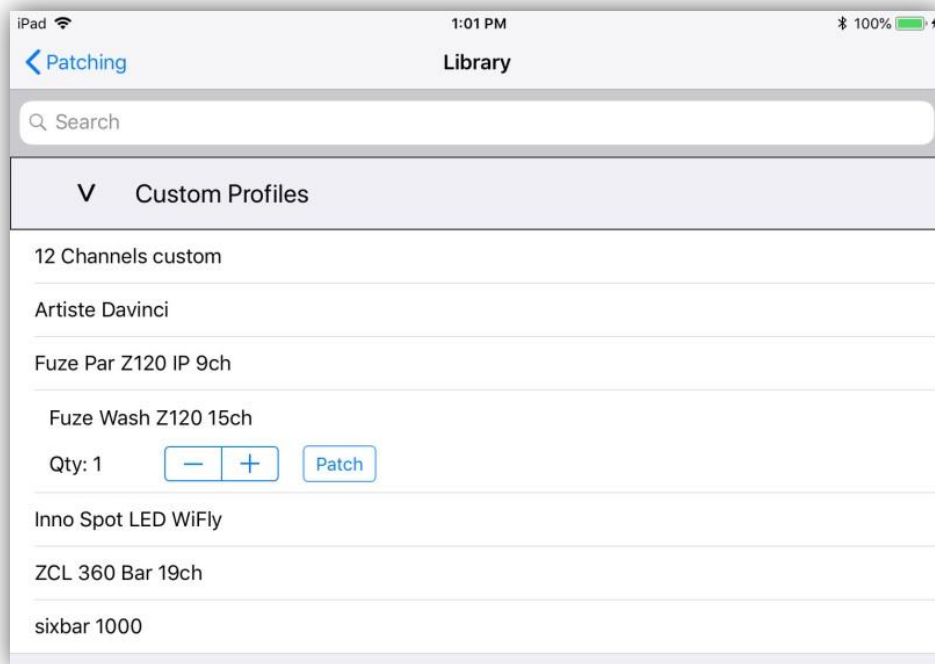 iPad 1:01 PM 100%
Patching Library
Search
V Custom Profiles
12 Channels custom
Artiste Davinci
Fuze Par Z120 IP 9ch
Fuze Wash Z120 15ch
Qty: 1 − + Patch
Inno Spot LED WiFly
ZCL 360 Bar 19ch
sixbar 1000